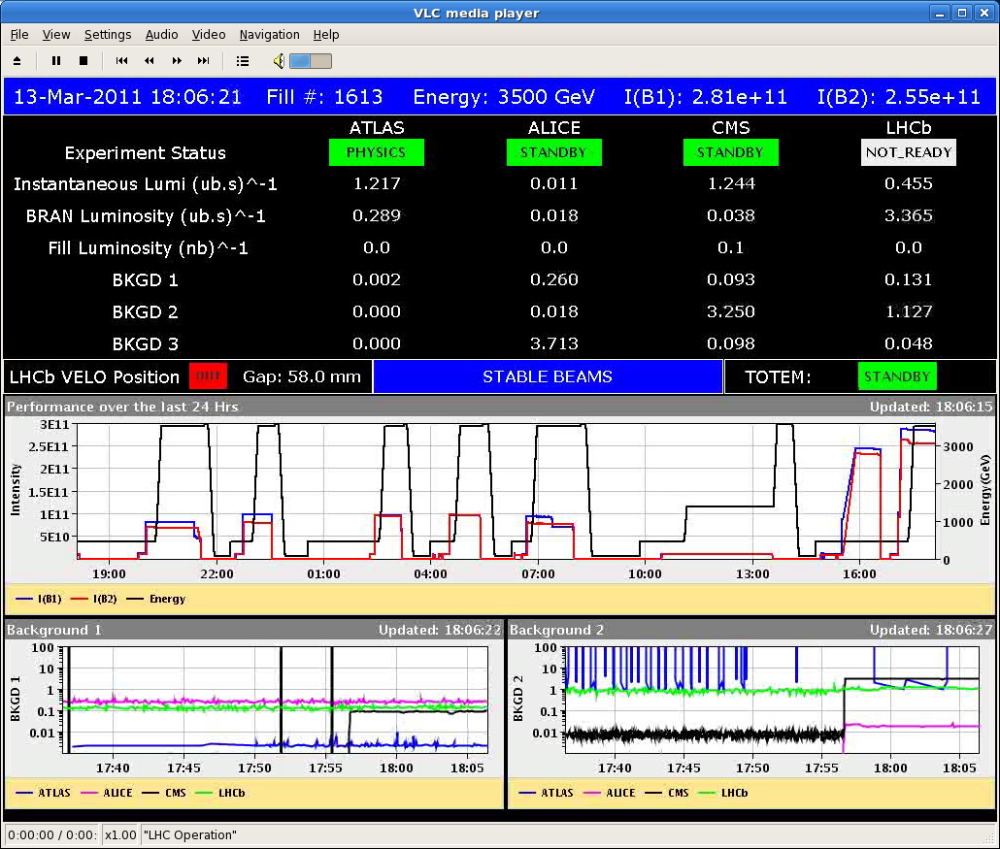 VLC media player
File View Settings Audio Video Navigation Help
13-Mar-2011 18:06:21 Fill #: 1613 Energy: 3500 GeV I(B1): 2.81e+11 I(B2): 2.55e+11
ATLAS ALICE CMS LHCb
Experiment Status PHYSICS STANDBY STANDBY NOT_READY
Instantaneous Lumi (ub.s)^-1 1.217 0.011 1.244 0.455
BRAN Luminosity (ub.s)^-1 0.289 0.018 0.038 3.365
Fill Luminosity (nb)^-1 0.0 0.0 0.1 0.0
BKGD 1 0.002 0.260 0.093 0.131
BKGD 2 0.000 0.018 3.250 1.127
BKGD 3 0.000 3.713 0.098 0.048
LHCb VELO Position OUT Gap: 58.0 mm STABLE BEAMS TOTEM: STANDBY
Performance over the last 24 Hrs Updated: 18:06:15
3E11
2.5E11 3000
2E11
1.5E11 2000
1E11 1000
5E10
0
Intensity
Energy(GeV)
19:00 22:00 01:00 04:00 07:00 10:00 13:00 16:00
I(B1) I(B2) Energy
Background 1 Updated: 18:06:22
100
10
1
0.1
0.01
BKGD 1
17:40 17:45 17:50 17:55 18:00 18:05
ATLAS ALICE CMS LHCb
Background 2 Updated: 18:06:27
100
10
1
0.1
0.01
BKGD 2
17:40 17:45 17:50 17:55 18:00 18:05
ATLAS ALICE CMS LHCb
0:00:00 / 0:00: x1.00 "LHC Operation"